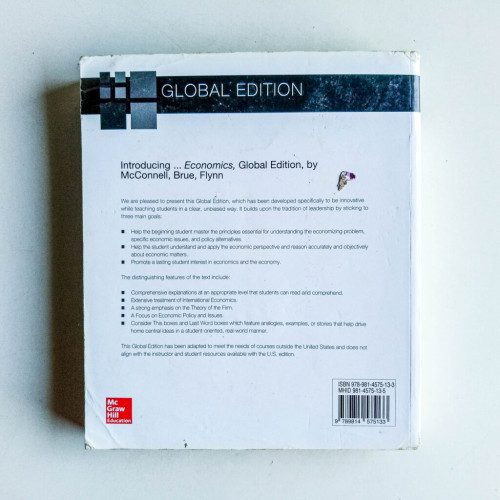 GLOBAL EDITION
Introducing ... Economics, Global Edition, by
McConnell, Brue, Flynn
We are pleased to present this Global Edition, which has been developed specifically to be innovative
while teaching students in a clear, unbiased way. It builds upon the tradition of leadership by sticking to
three main goals:
Help the beginning student master the principles essential for understanding the economizing problem,
specific economic issues, and policy alternatives
Help the student understand and apply the economic perspective and reason accurately and objectively
about economic matters.
Promote a lasting student interest in economics and the economy.
The distinguishing features of the text include:
Comprehensive explanations at an appropriate level that students can read and comprehend.
Extensive treatment of International Economics.
A strong emphasis on the Theory of the Firm.
A Focus on Economic Policy and Issues.
Consider This boxes and Last Word boxes which feature analogies, examples, or stories that help drive
home central ideas in a student-oriented, real-world manner.
This Global Edition has been adapted to meet the needs of courses outside the United States and does not
align with the instructor and student resources available with the U.S. edition.
ISBN 978-981-4575-13-3
MHID 981-4575-13-5
9 789814 575133
Mc
Graw
Hill
Education